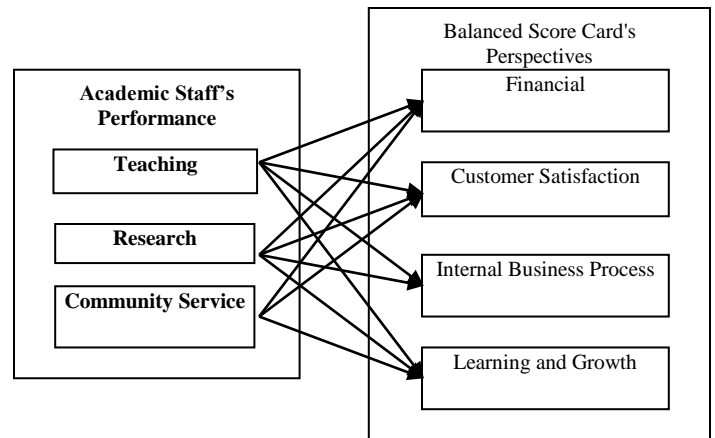 Academic Staff's
Performance
Teaching
Research
Community Service
Balanced Score Card's
Perspectives
Financial
Customer Satisfaction
Internal Business Process
Learning and Growth